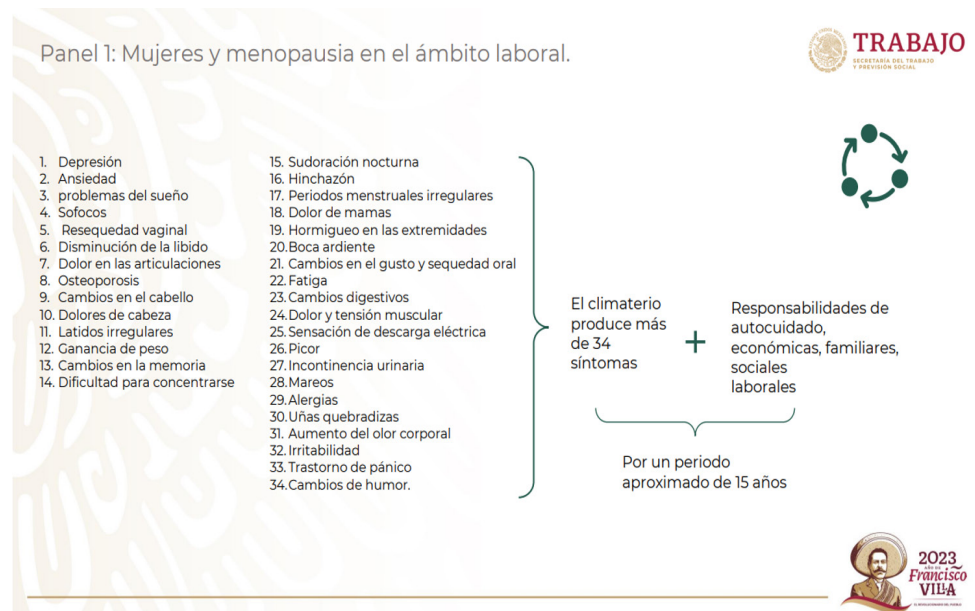 Panel 1: Mujeres y menopausia en el ámbito laboral.
TRABAJO
SECRETARÍA DEL TRABAJO
Y PREVISIÓN SOCIAL
1. Depresión
2. Ansiedad
3. problemas del sueño
4. Sofocos
5. Resequedad vaginal
6. Disminución de la libido
7. Dolor en las articulaciones
8. Osteoporosis
9. Cambios en el cabello
10. Dolores de cabeza
11. Latidos irregulares
12. Ganancia de peso
13. Cambios en la memoria
14. Dificultad para concentrarse
15. Sudoración nocturna
16. Hinchazón
17. Periodos menstruales irregulares
18. Dolor de mamas
19. Hormigueo en las extremidades
20. Boca ardiente
21. Cambios en el gusto y sequedad oral
22. Fatiga
23. Cambios digestivos
24. Dolor y tensión muscular
25. Sensación de descarga eléctrica
26. Picor
27. Incontinencia urinaria
28. Mareos
29. Alergias
30. Uñas quebradizas
31. Aumento del olor corporal
32. Irritabilidad
33. Trastorno de pánico
34. Cambios de humor.
El climaterio
produce más
de 34
síntomas
+
Responsabilidades de
autocuidado,
económicas, familiares,
sociales
laborales
Por un periodo
aproximado de 15 años
2023
AÑO DE
Francisco
VILLA
EL REVOLUCIONARIO DEL PUEBLO